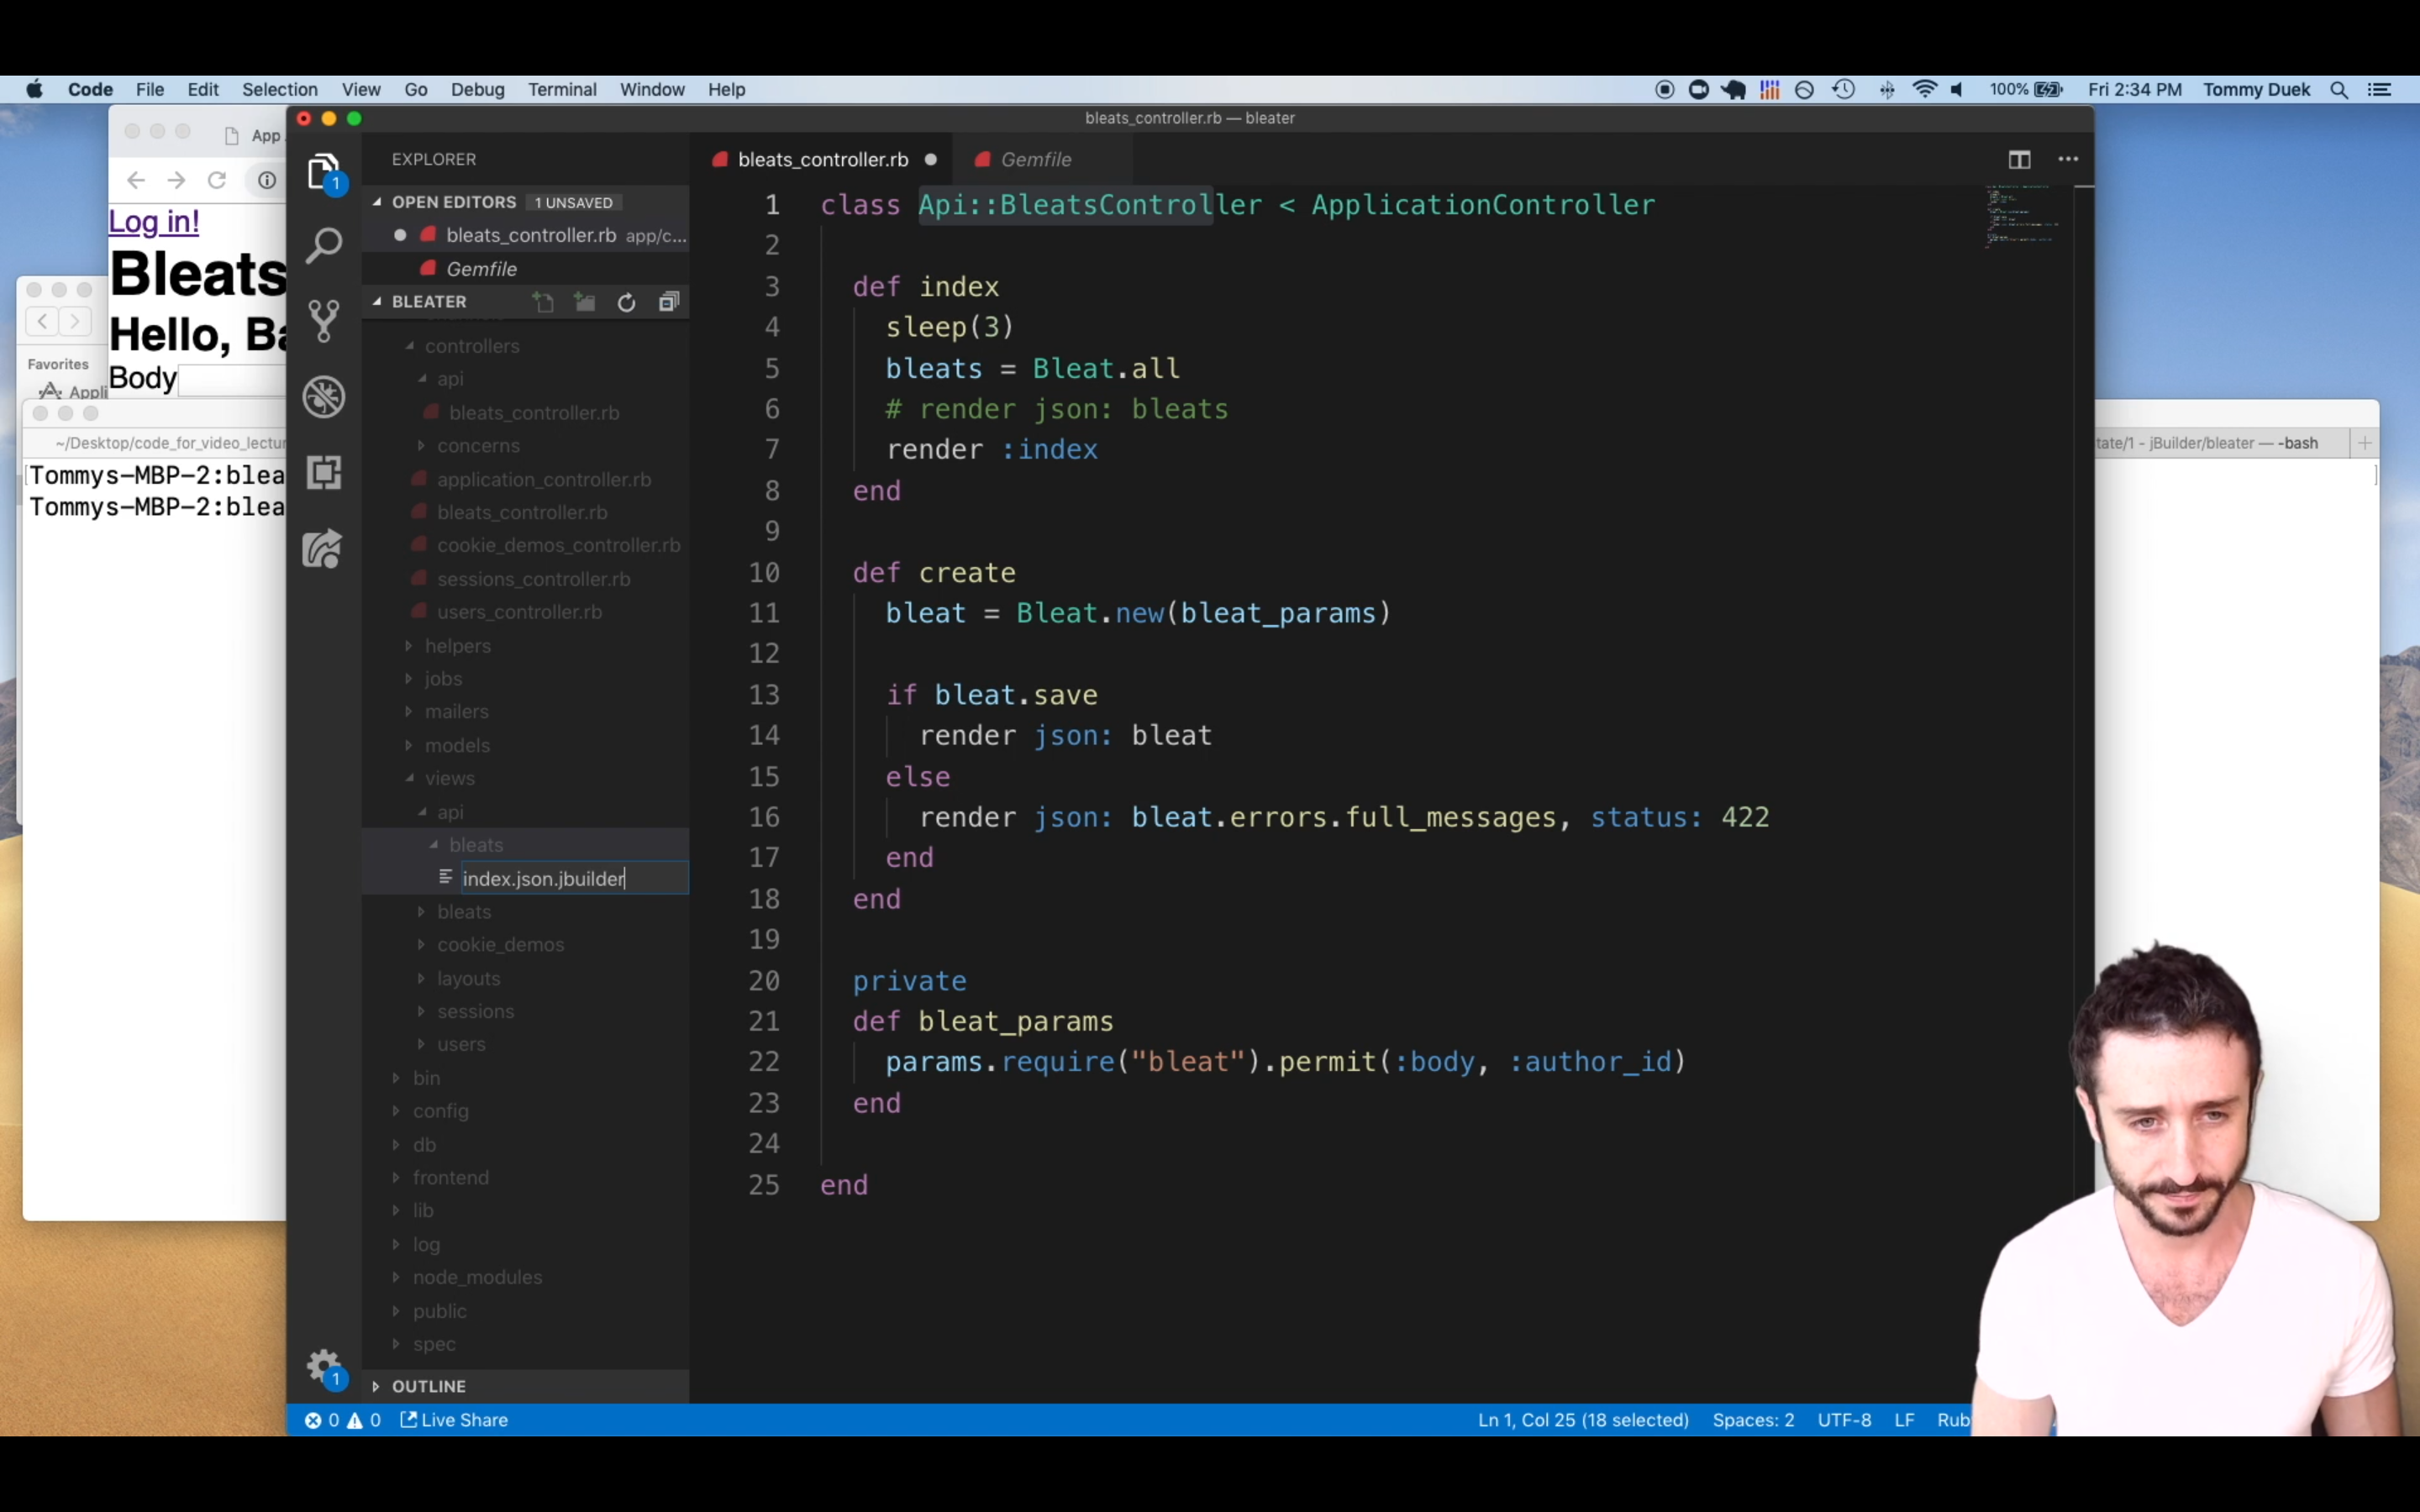 Code File Edit Selection View Go Debug Terminal Window Help
100% Fri 2:34 PM Tommy Duek
bleats_controller.rb — bleater
App
Log in!
Bleats
Hello, Ba
Body
Favorites
Appli
~/Desktop/code_for_video_lectur
Tommys-MBP-2:blea
Tommys-MBP-2:blea
tate/1 - jBuilder/bleater — -bash
1
EXPLORER
OPEN EDITORS 1 UNSAVED
bleats_controller.rb app/c...
Gemfile
BLEATER
controllers
api
bleats_controller.rb
concerns
application_controller.rb
bleats_controller.rb
cookie_demos_controller.rb
sessions_controller.rb
users_controller.rb
helpers
jobs
mailers
models
views
api
bleats
index.json.jbuilder
bleats
cookie_demos
layouts
sessions
users
bin
config
db
frontend
lib
log
node_modules
public
spec
OUTLINE
1
bleats_controller.rb Gemfile
1 class Api::BleatsController < ApplicationController
2
3 def index
4 sleep(3)
5 bleats = Bleat.all
6 # render json: bleats
7 render :index
8 end
9
10 def create
11 bleat = Bleat.new(bleat_params)
12
13 if bleat.save
14 render json: bleat
15 else
16 render json: bleat.errors.full_messages, status: 422
17 end
18 end
19
20 private
21 def bleat_params
22 params.require("bleat").permit(:body, :author_id)
23 end
24
25 end
0 0 Live Share Ln 1, Col 25 (18 selected) Spaces: 2 UTF-8 LF Rub